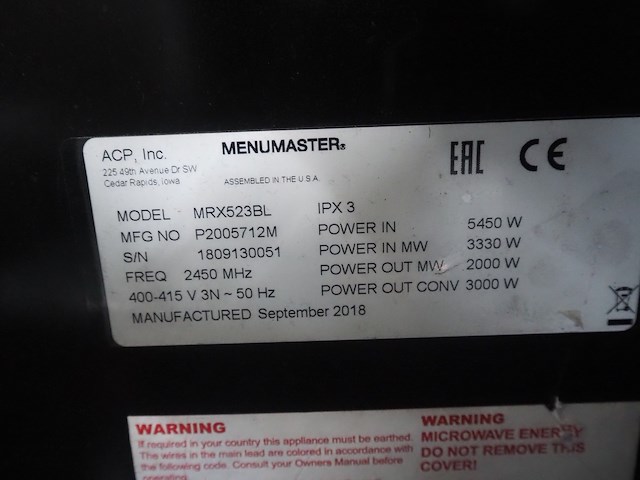 ACP, Inc.
MENUMASTER®
EAC CE
225 49th Avenue Dr SW
Cedar Rapids, Iowa
ASSEMBLED IN THE U.S.A.
MODEL MRX523BL
MFG NO P2005712M
S/N 1809130051
FREQ 2450 MHz
400-415 V 3N ~ 50 Hz
MANUFACTURED September 2018
IPX 3
POWER IN 5450 W
POWER IN MW 3330 W
POWER OUT MW 2000 W
POWER OUT CONV 3000 W
WARNING
If required in your country this appliance must be earthed.
The wires in the main lead are colored in accordance with
the following code. Consult your Owners Manual before
operating
WARNING
MICROWAVE ENERGY
DO NOT REMOVE THIS
COVER!